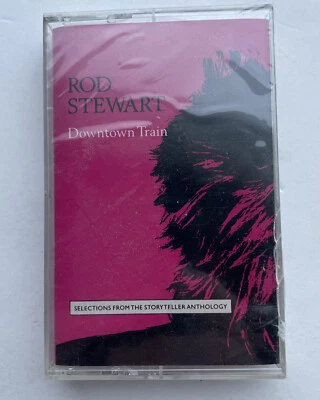 ROD
STEWART
Downtown Train
SELECTIONS FROM THE STORYTELLER ANTHOLOGY